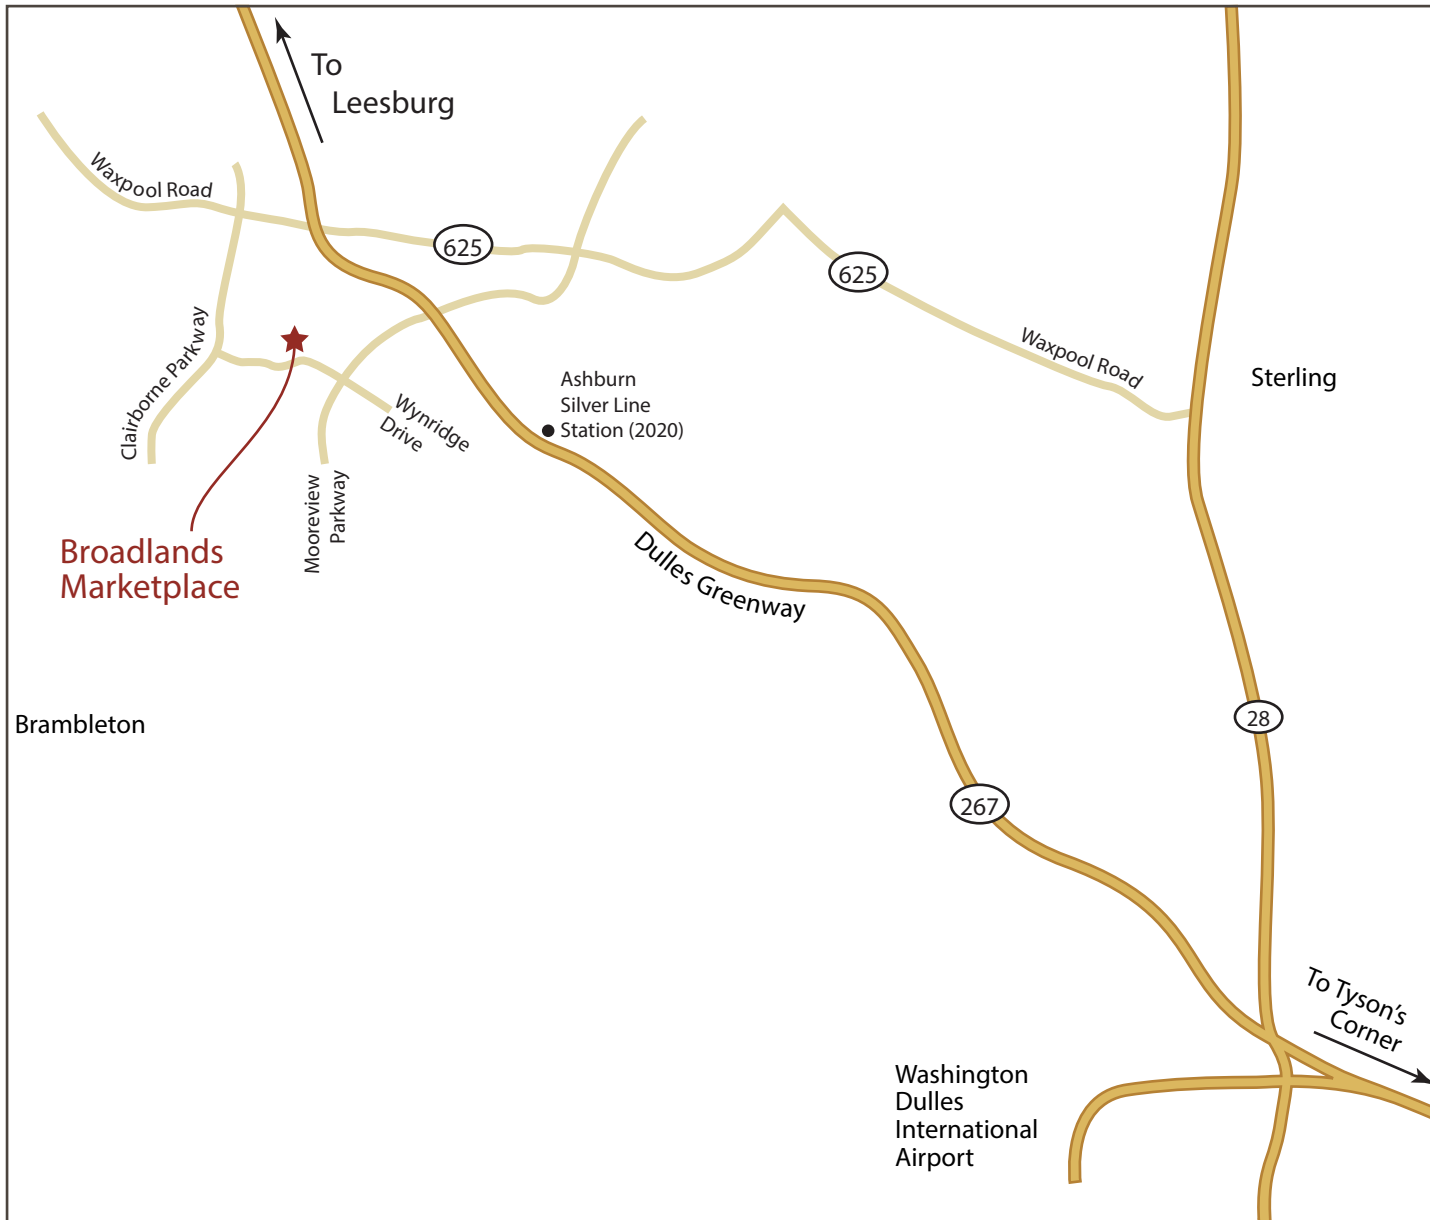 To
Leesburg
Waxpool Road
625
625
Clairborne Parkway
Waxpool Road
Sterling
Ashburn
Silver Line
Station (2020)
Wynridge
Drive
Mooreview
Parkway
Broadlands
Marketplace
Dulles Greenway
Brambleton
28
267
To Tyson's
Corner
Washington
Dulles
International
Airport